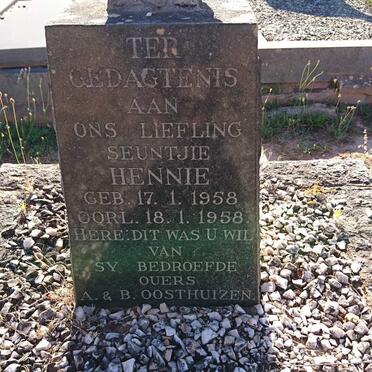 TER
GEDAGTENIS
AAN
ONS LIEFLING
SEUNTJIE
HENNIE
GEB. 17. 1. 1958
OORL. 18. 1. 1958.
HERE: DIT WAS U WIL
VAN
SY BEDROEFDE
OUERS
A. & B. OOSTHUIZEN.